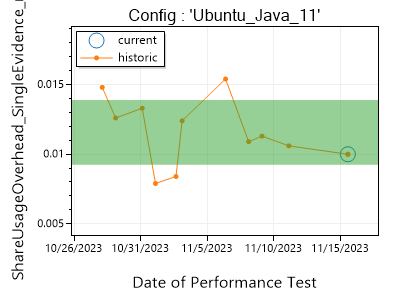 Config : 'Ubuntu_Java_11'
current
historic
ShareUsageOverhead_SingleEvidence_
0.015
0.01
0.005
10/26/2023 10/31/2023 11/5/2023 11/10/2023 11/15/2023
Date of Performance Test